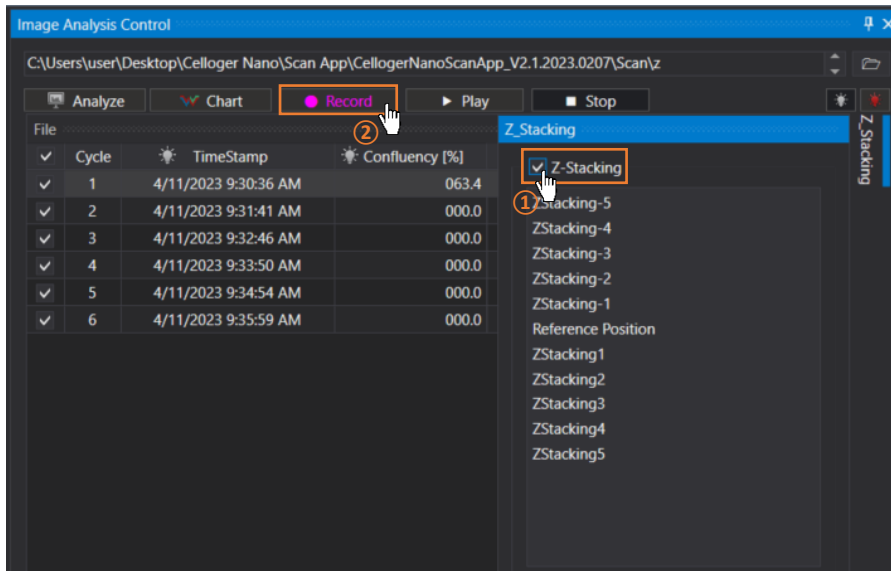 Image Analysis Control
C:\Users\user\Desktop\Celloger Nano\Scan App\CellogerNanoScanApp_V2.1.2023.0207\Scan\z
Analyze Chart Record Play Stop
②
File
Cycle TimeStamp Confluency [%]
1 4/11/2023 9:30:36 AM 063.4
2 4/11/2023 9:31:41 AM 000.0
3 4/11/2023 9:32:46 AM 000.0
4 4/11/2023 9:33:50 AM 000.0
5 4/11/2023 9:34:54 AM 000.0
6 4/11/2023 9:35:59 AM 000.0
Z_Stacking
Z-Stacking
①
ZStacking-5
ZStacking-4
ZStacking-3
ZStacking-2
ZStacking-1
Reference Position
ZStacking1
ZStacking2
ZStacking3
ZStacking4
ZStacking5
Z_Stacking